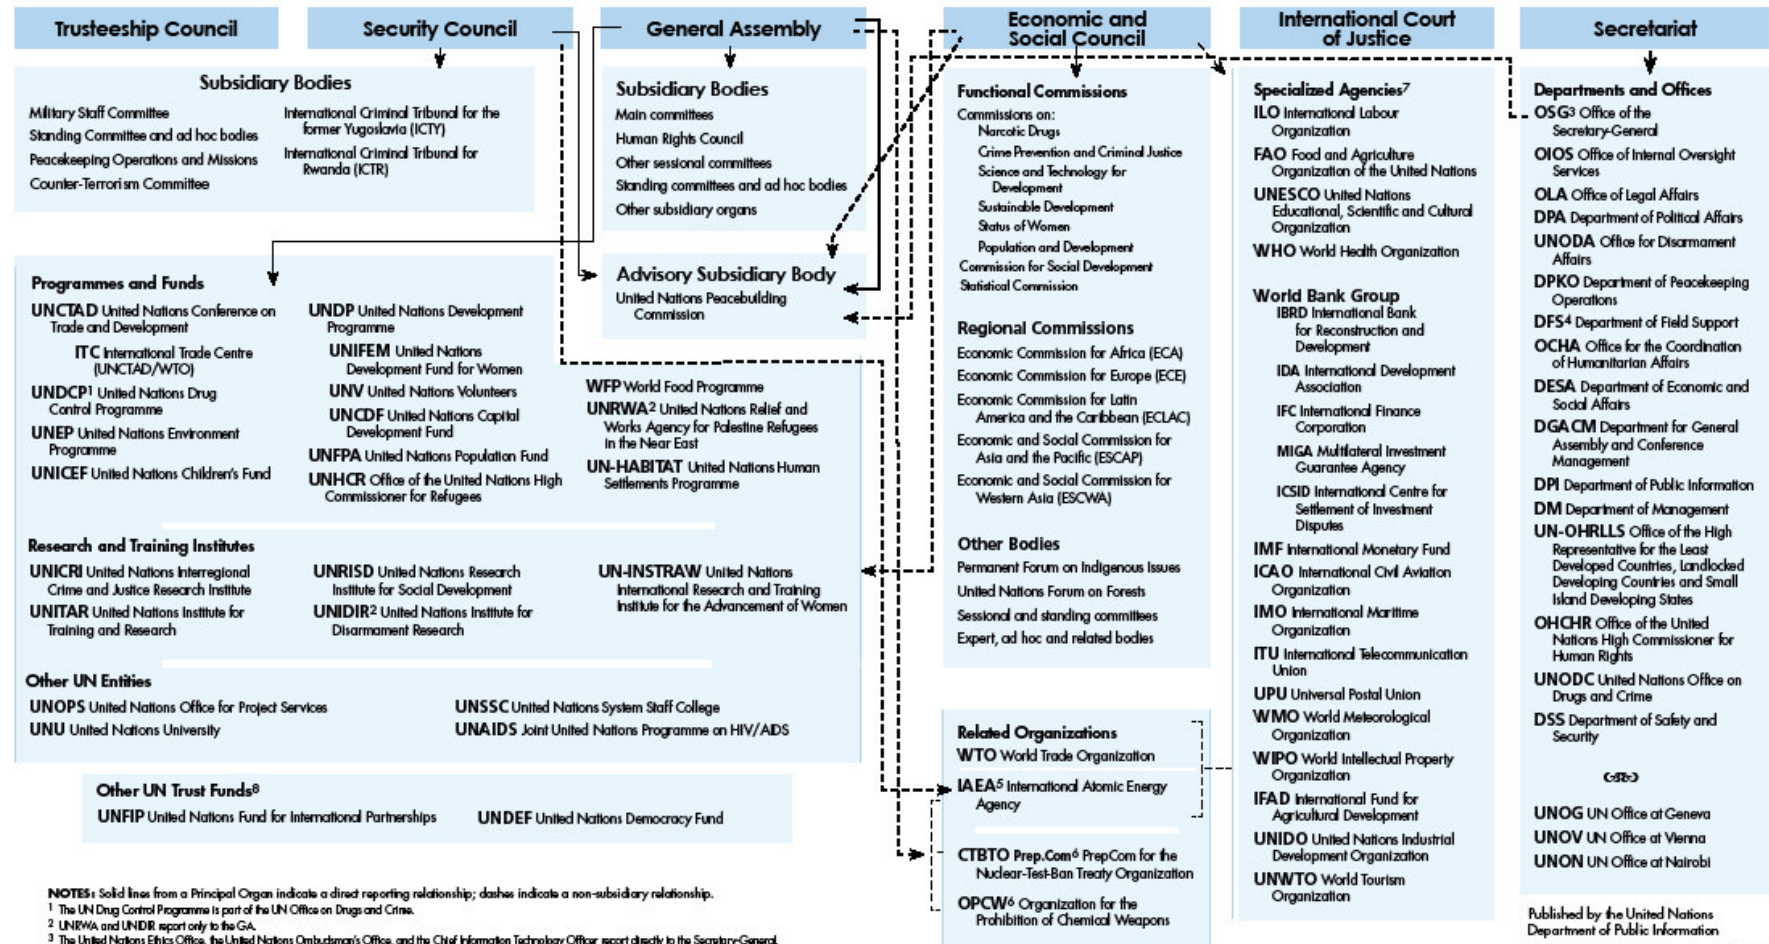 Trusteeship Council
Security Council
General Assembly
Economic and
Social Council
International Court
of Justice
Secretariat
Subsidiary Bodies
Military Staff Committee
Standing Committee and ad hoc bodies
Peacekeeping Operations and Missions
Counter-Terrorism Committee
International Criminal Tribunal for the
former Yugoslavia (ICTY)
International Criminal Tribunal for
Rwanda (ICTR)
Subsidiary Bodies
Main committees
Human Rights Council
Other sessional committees
Standing committees and ad hoc bodies
Other subsidiary organs
Advisory Subsidiary Body
United Nations Peacebuilding
Commission
Programmes and Funds
UNCTAD United Nations Conference on
Trade and Development
ITC International Trade Centre
(UNCTAD/WTO)
UNDCP1 United Nations Drug
Control Programme
UNEP United Nations Environment
Programme
UNICEF United Nations Children's Fund
UNDP United Nations Development
Programme
UNIFEM United Nations
Development Fund for Women
UNV United Nations Volunteers
UNCDF United Nations Capital
Development Fund
UNFPA United Nations Population Fund
UNHCR Office of the United Nations High
Commissioner for Refugees
WFP World Food Programme
UNRWA2 United Nations Relief and
Works Agency for Palestine Refugees
in the Near East
UN-HABITAT United Nations Human
Settlements Programme
Research and Training Institutes
UNICRI United Nations Interregional
Crime and Justice Research Institute
UNITAR United Nations Institute for
Training and Research
UNRISD United Nations Research
Institute for Social Development
UNIDIR2 United Nations Institute for
Disarmament Research
UN-INSTRAW United Nations
International Research and Training
Institute for the Advancement of Women
Other UN Entities
UNOPS United Nations Office for Project Services
UNU United Nations University
UNSSC United Nations System Staff College
UNAIDS Joint United Nations Programme on HIV/AIDS
Other UN Trust Funds8
UNFIP United Nations Fund for International Partnerships
UNDEF United Nations Democracy Fund
Functional Commissions
Commissions on:
Narcotic Drugs
Crime Prevention and Criminal Justice
Science and Technology for
Development
Sustainable Development
Status of Women
Population and Development
Commission for Social Development
Statistical Commission
Regional Commissions
Economic Commission for Africa (ECA)
Economic Commission for Europe (ECE)
Economic Commission for Latin
America and the Caribbean (ECLAC)
Economic and Social Commission for
Asia and the Pacific (ESCAP)
Economic and Social Commission for
Western Asia (ESCWA)
Other Bodies
Permanent Forum on Indigenous Issues
United Nations Forum on Forests
Sessional and standing committees
Expert, ad hoc and related bodies
Related Organizations
WTO World Trade Organization
IAEA5 International Atomic Energy
Agency
CTBTO Prep.Com6 PrepCom for the
Nuclear-Test-Ban Treaty Organization
OPCW6 Organization for the
Prohibition of Chemical Weapons
Specialized Agencies7
ILO International Labour
Organization
FAO Food and Agriculture
Organization of the United Nations
UNESCO United Nations
Educational, Scientific and Cultural
Organization
WHO World Health Organization
World Bank Group
IBRD International Bank
for Reconstruction and
Development
IDA International Development
Association
IFC International Finance
Corporation
MIGA Multilateral Investment
Guarantee Agency
ICSID International Centre for
Settlement of Investment
Disputes
IMF International Monetary Fund
ICAO International Civil Aviation
Organization
IMO International Maritime
Organization
ITU International Telecommunication
Union
UPU Universal Postal Union
WMO World Meteorological
Organization
WIPO World Intellectual Property
Organization
IFAD International Fund for
Agricultural Development
UNIDO United Nations Industrial
Development Organization
UNWTO World Tourism
Organization
Departments and Offices
OSG3 Office of the
Secretary-General
OIOS Office of Internal Oversight
Services
OLA Office of Legal Affairs
DPA Department of Political Affairs
UNODA Office for Disarmament
Affairs
DPKO Department of Peacekeeping
Operations
DFS4 Department of Field Support
OCHA Office for the Coordination
of Humanitarian Affairs
DESA Department of Economic and
Social Affairs
DGACM Department for General
Assembly and Conference
Management
DPI Department of Public Information
DM Department of Management
UN-OHRLLS Office of the High
Representative for the Least
Developed Countries, Landlocked
Developing Countries and Small
Island Developing States
OHCHR Office of the United
Nations High Commissioner for
Human Rights
UNODC United Nations Office on
Drugs and Crime
DSS Department of Safety and
Security
UNOG UN Office at Geneva
UNOV UN Office at Vienna
UNON UN Office at Nairobi
NOTES: Solid lines from a Principal Organ indicate a direct reporting relationship; dashes indicate a non-subsidiary relationship.
1 The UN Drug Control Programme is part of the UN Office on Drugs and Crime.
2 UNRWA and UNIDIR report only to the GA.
3 The United Nations Ethics Office, the United Nations Ombudsman's Office, and the Chief Information Technology Officer report directly to the Secretary-General.
Published by the United Nations
Department of Public Information